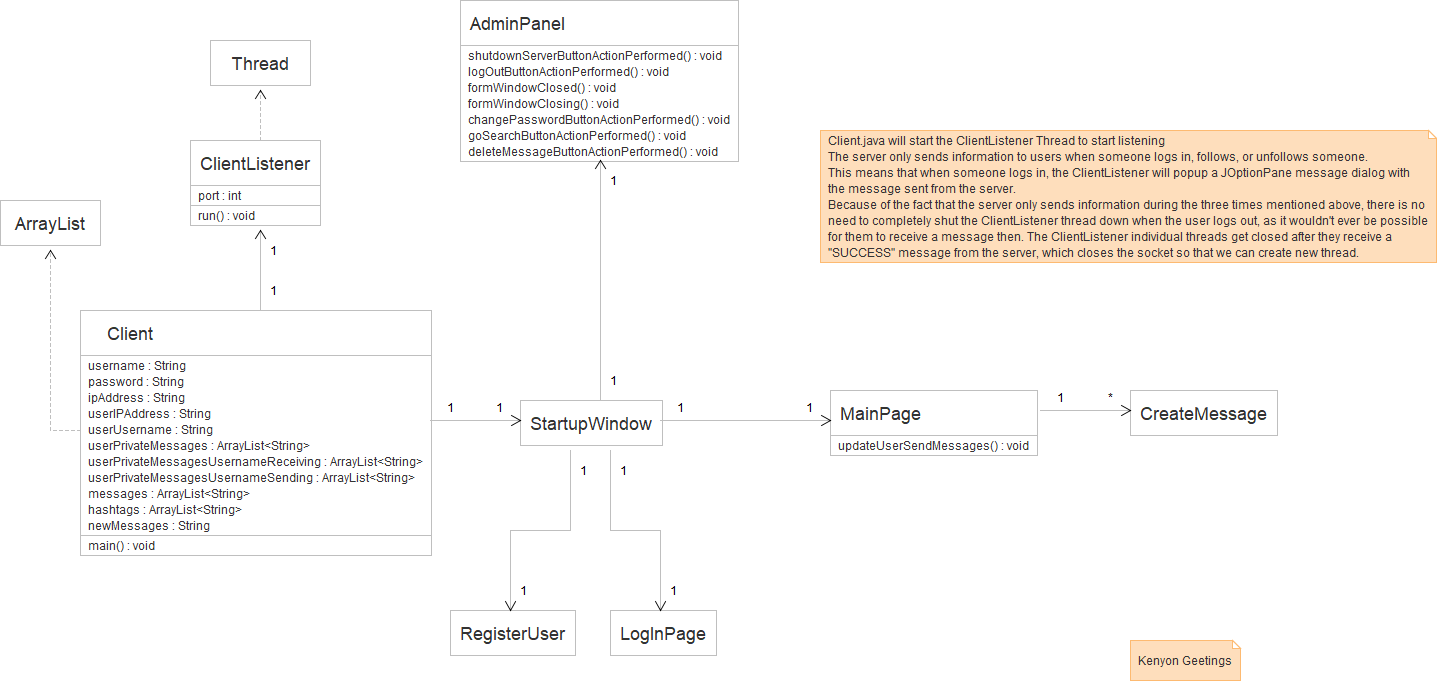 AdminPanel
shutdownServerButtonActionPerformed() : void
logOutButtonActionPerformed() : void
formWindowClosed() : void
formWindowClosing() : void
changePasswordButtonActionPerformed() : void
goSearchButtonActionPerformed() : void
deleteMessageButtonActionPerformed() : void
1
1
Thread
ClientListener
port : int
run() : void
1
1
ArrayList
Client.java will start the ClientListener Thread to start listening
The server only sends information to users when someone logs in, follows, or unfollows someone.
This means that when someone logs in, the ClientListener will popup a JOptionPane message dialog with
the message sent from the server.
Because of the fact that the server only sends information during the three times mentioned above, there is no
need to completely shut the ClientListener thread down when the user logs out, as it wouldn't ever be possible
for them to receive a message then. The ClientListener individual threads get closed after they receive a
"SUCCESS" message from the server, which closes the socket so that we can create new thread.
Client
username : String
password : String
ipAddress : String
userIPAddress : String
userUsername : String
userPrivateMessages : ArrayList<String>
userPrivateMessagesUsernameReceiving : ArrayList<String>
userPrivateMessagesUsernameSending : ArrayList<String>
messages : ArrayList<String>
hashtags : ArrayList<String>
newMessages : String
main() : void
1
1
StartupWindow
1
1
MainPage
updateUserSendMessages() : void
1
*
CreateMessage
1
1
1
1
RegisterUser
LogInPage
Kenyon Geetings